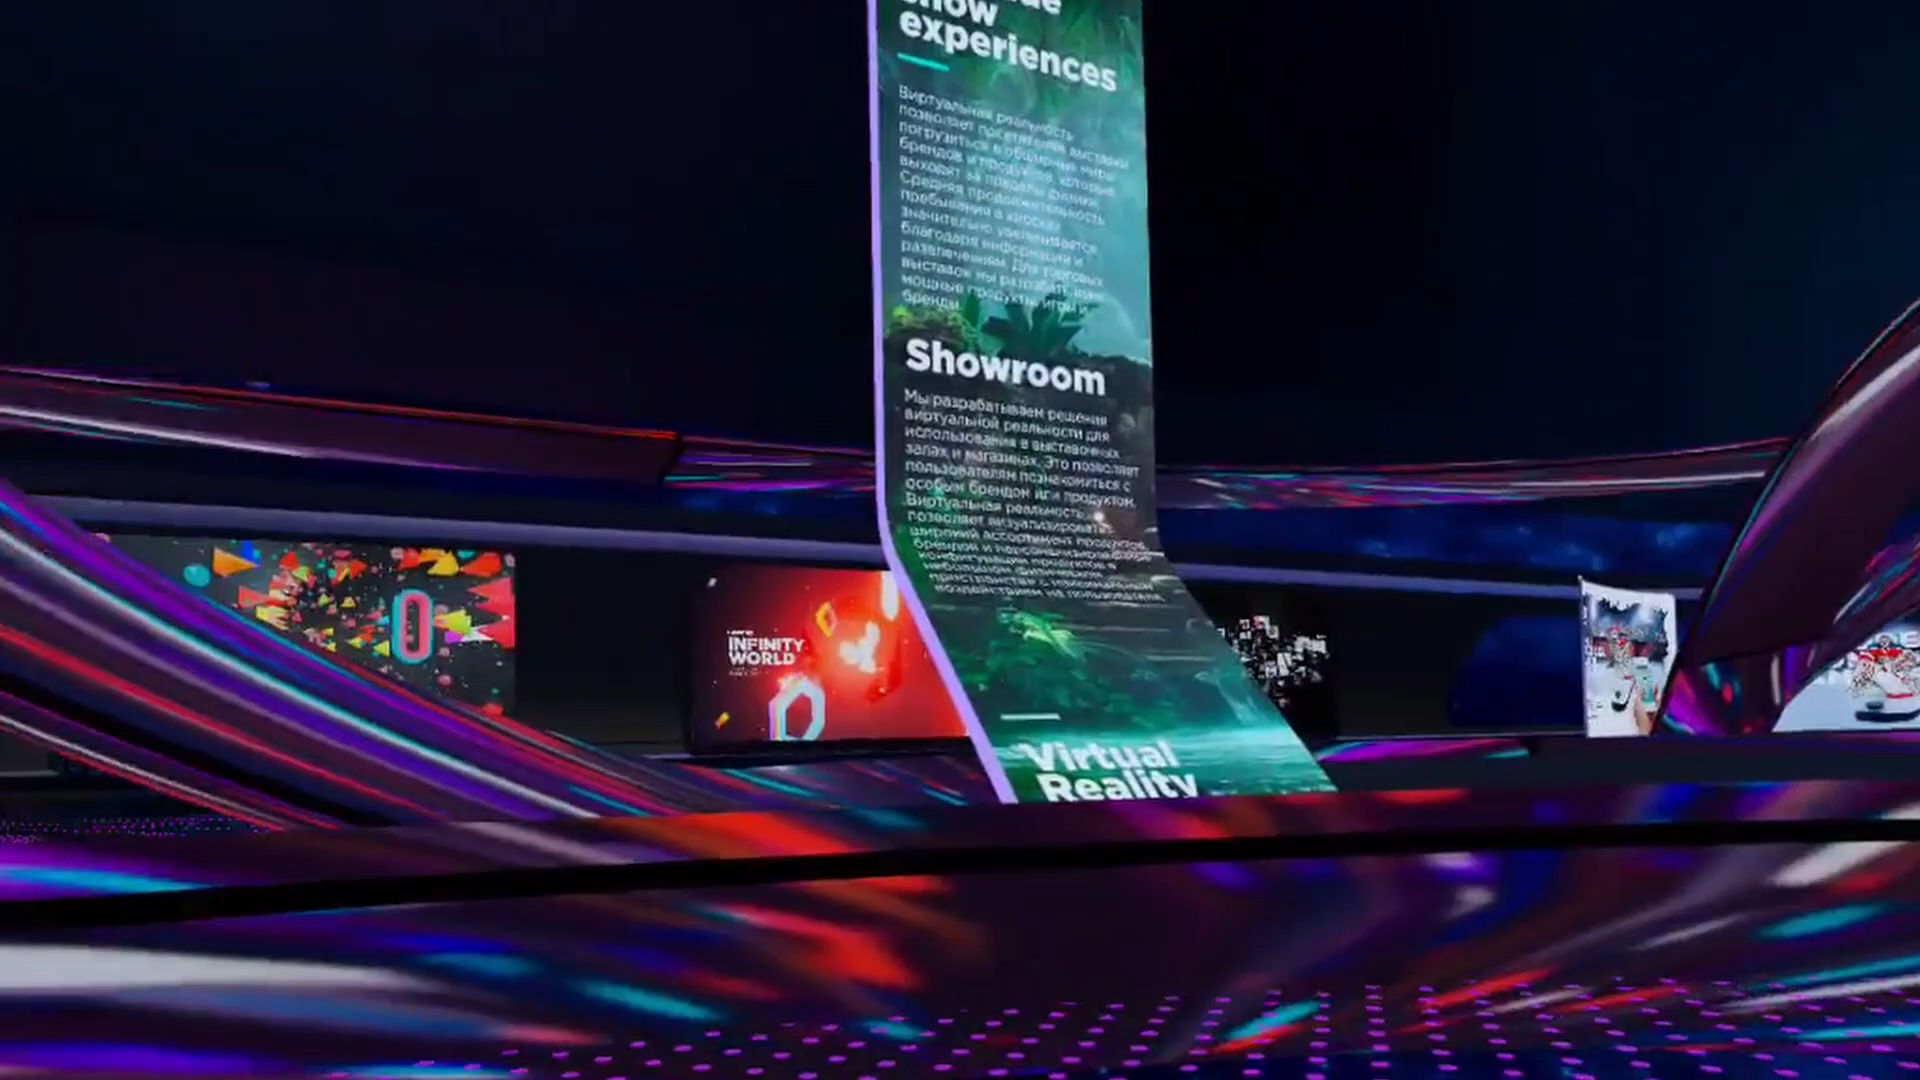 show
experiences
Виртуальная реальность
позволяет посетителям выставки
погрузиться в обширные миры
брендов и продуктов, которые
выходят за пределы физики.
Средняя продолжительность
пребывания в киосках
значительно увеличивается
благодаря информации и
развлечениям. Для торговых
выставок мы разрабатываем
мощные продукты, игры и
бренды.
Showroom
Мы разрабатываем решения
виртуальной реальности для
использования в выставочных
залах и магазинах. Это позволяет
пользователям познакомиться с
особым брендом или продуктом.
Виртуальная реальность
позволяет визуализировать
широкий ассортимент продуктов
INFINITY
WORLD
Virtual
Reality